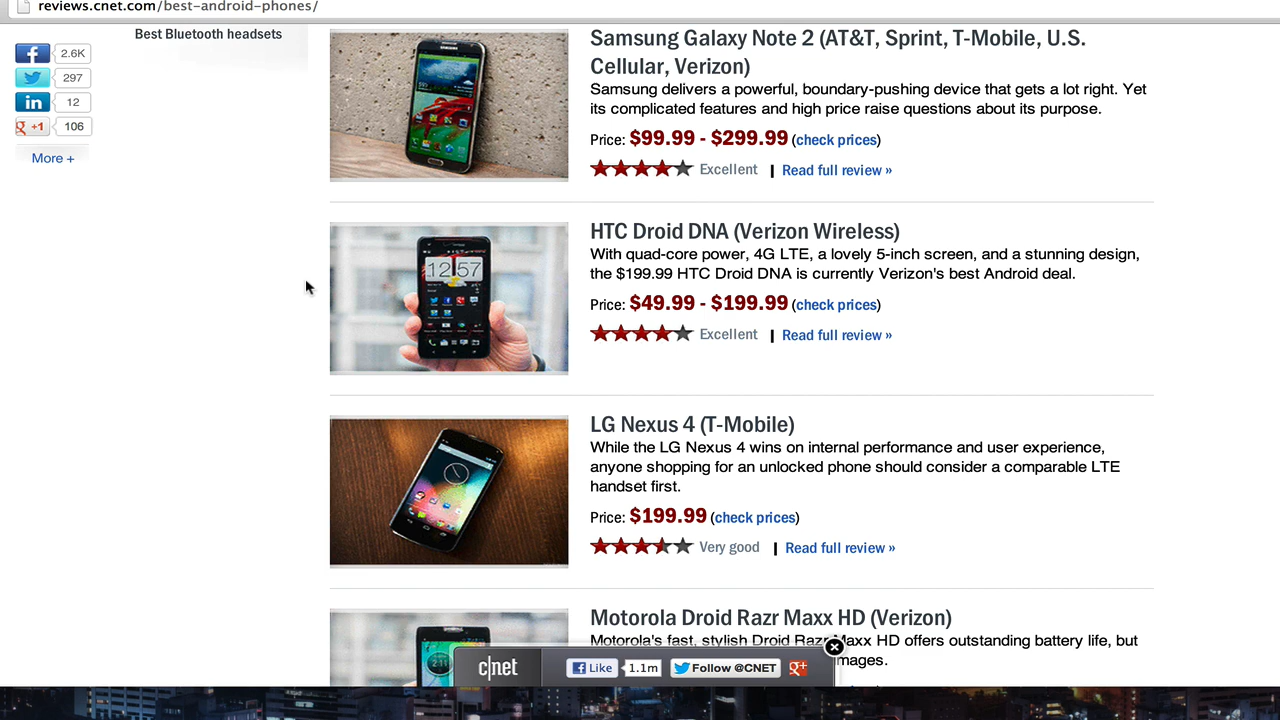 reviews.cnet.com/best-android-phones/
Best Bluetooth headsets
2.6K
297
in 12
+1 106
More +
Samsung Galaxy Note 2 (AT&T, Sprint, T-Mobile, U.S.
Cellular, Verizon)
Samsung delivers a powerful, boundary-pushing device that gets a lot right. Yet
its complicated features and high price raise questions about its purpose.
Price: $99.99 - $299.99 (check prices)
Excellent | Read full review »
HTC Droid DNA (Verizon Wireless)
With quad-core power, 4G LTE, a lovely 5-inch screen, and a stunning design,
the $199.99 HTC Droid DNA is currently Verizon's best Android deal.
Price: $49.99 - $199.99 (check prices)
Excellent | Read full review »
12 57
LG Nexus 4 (T-Mobile)
While the LG Nexus 4 wins on internal performance and user experience,
anyone shopping for an unlocked phone should consider a comparable LTE
handset first.
Price: $199.99 (check prices)
Very good | Read full review »
Motorola Droid Razr Maxx HD (Verizon)
Motorola's fast, stylish Droid Razr Maxx HD offers outstanding battery life, but
c|net Like 1.1m Follow @CNET g+